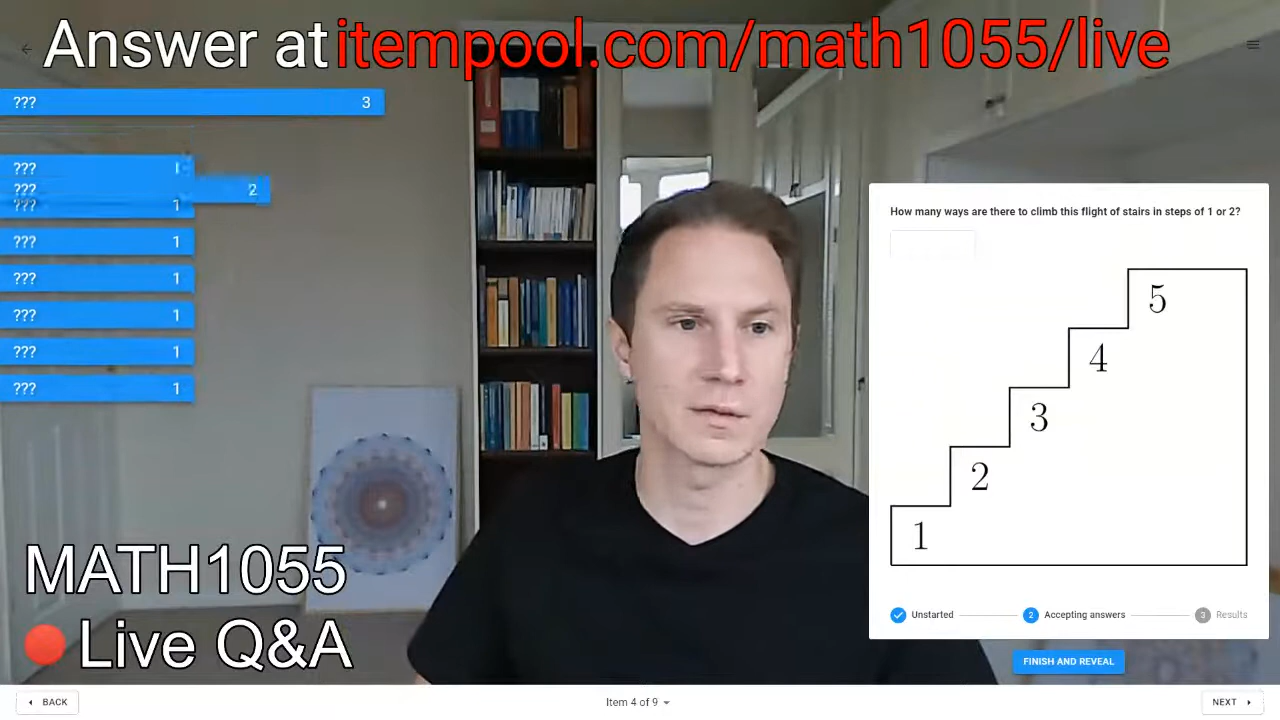 Answer at itempool.com/math1055/live
??? 3
??? 1
??? 2
??? 1
??? 1
??? 1
??? 1
??? 1
??? 1
How many ways are there to climb this flight of stairs in steps of 1 or 2?
5
4
3
2
1
Unstarted 2 Accepting answers 3 Results
FINISH AND REVEAL
MATH1055
Live Q&A
BACK Item 4 of 9 NEXT